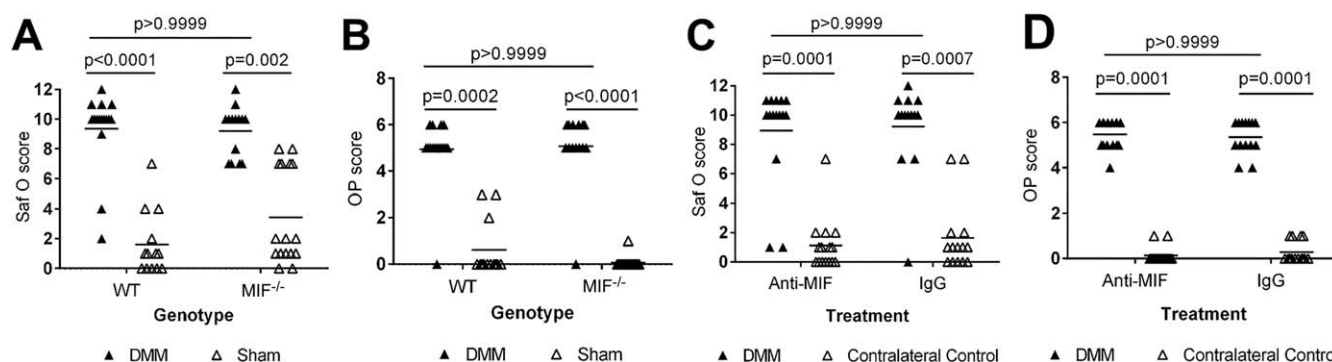 A
p>0.9999
p<0.0001 p=0.002
Saf O score
12
10
8
6
4
2
0
WT MIF-/-
Genotype
▲ DMM △ Sham
B
p>0.9999
p=0.0002 p<0.0001
OP score
6
4
2
0
WT MIF-/-
Genotype
▲ DMM △ Sham
C
p>0.9999
p=0.0001 p=0.0007
Saf O score
12
10
8
6
4
2
0
Anti-MIF IgG
Treatment
▲ DMM △ Contralateral Control
D
p>0.9999
p=0.0001 p=0.0001
OP score
8
6
4
2
0
Anti-MIF IgG
Treatment
▲ DMM △ Contralateral Control